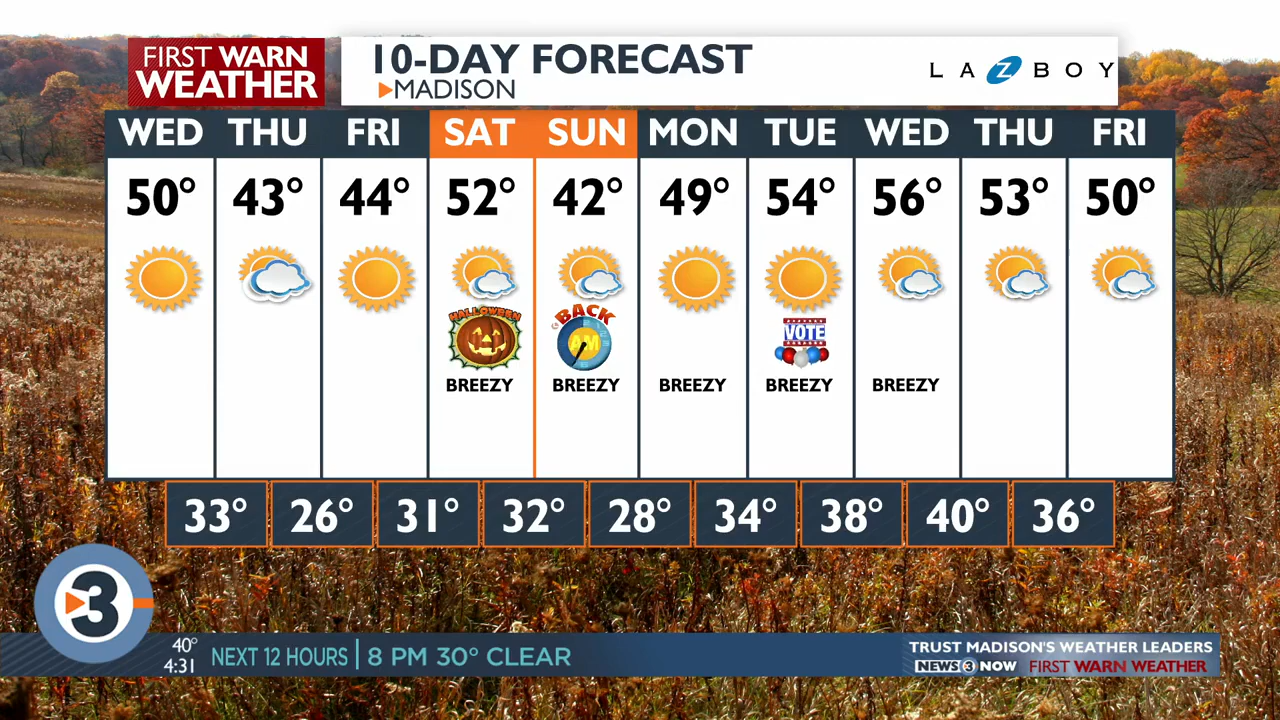 FIRST WARN
WEATHER
10-DAY FORECAST
MADISON
LA Z BOY
WED THU FRI SAT SUN MON TUE WED THU FRI
50° 43° 44° 52° 42° 49° 54° 56° 53° 50°
HALLOWEEN BACK VOTE
AM
BREEZY BREEZY BREEZY BREEZY BREEZY
33° 26° 31° 32° 28° 34° 38° 40° 36°
3
40°
4:31
NEXT 12 HOURS 8 PM 30° CLEAR
TRUST MADISON'S WEATHER LEADERS
NEWS 3 NOW FIRST WARN WEATHER